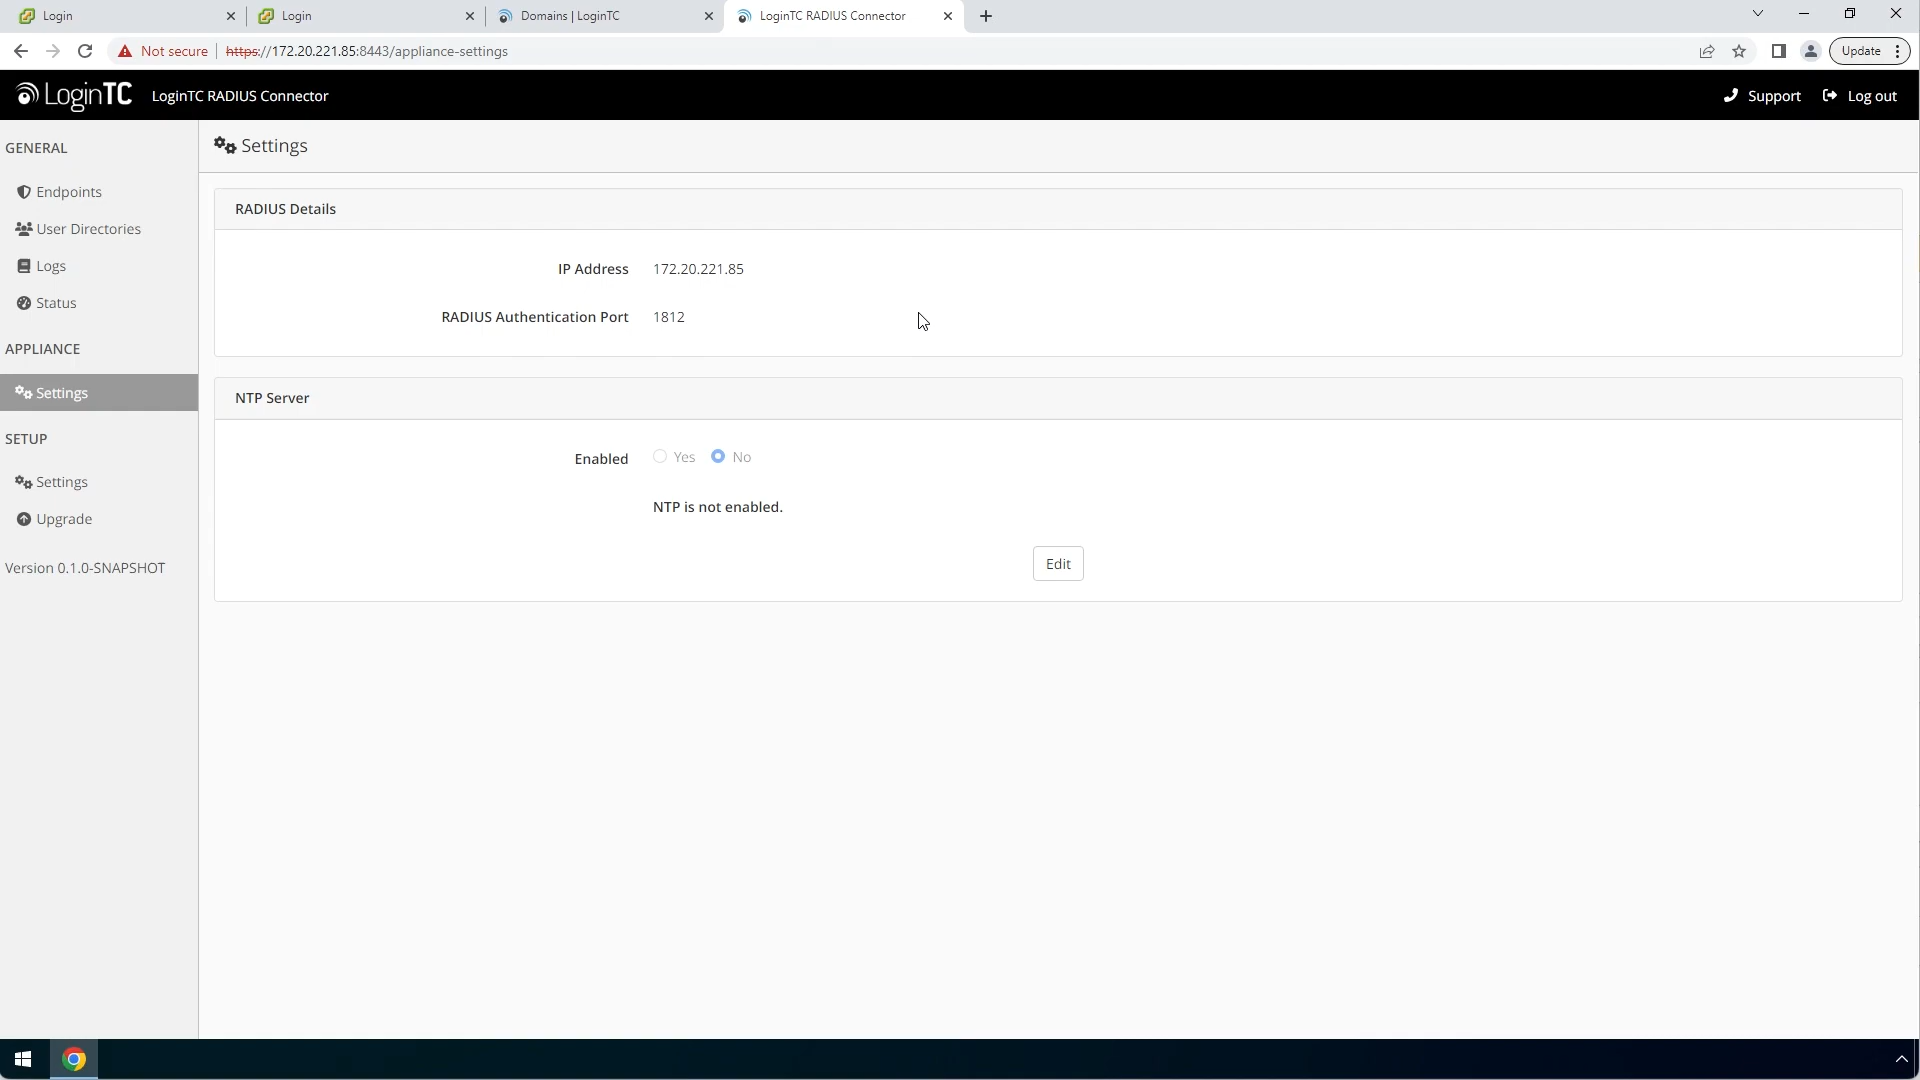 Login
Login
Domains | LoginTC
LoginTC RADIUS Connector
Not secure
https://172.20.221.85:8443/appliance-settings
Update
LoginTC
LoginTC RADIUS Connector
Support
Log out
GENERAL
Endpoints
User Directories
Logs
Status
APPLIANCE
Settings
SETUP
Settings
Upgrade
Version 0.1.0-SNAPSHOT
Settings
RADIUS Details
IP Address 172.20.221.85
RADIUS Authentication Port 1812
NTP Server
Enabled Yes No
NTP is not enabled.
Edit